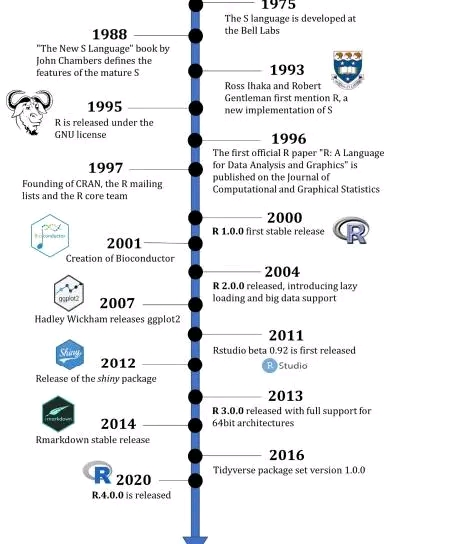 1975
The S language is developed at
the Bell Labs
1988
"The New S Language" book by
John Chambers defines the
features of the mature S
1993
Ross Ihaka and Robert
Gentleman first mention R, a
new implementation of S
1995
R is released under the
GNU license
1996
The first official R paper "R: A Language
for Data Analysis and Graphics" is
published on the Journal of
Computational and Graphical Statistics
1997
Founding of CRAN, the R mailing
lists and the R core team
2000
R 1.0.0 first stable release
R
2001
Creation of Bioconductor
Bioconductor
2004
R 2.0.0 released, introducing lazy
loading and big data support
ggplot2
2007
Hadley Wickham releases ggplot2
2011
Rstudio beta 0.92 is first released
R Studio
Shiny
2012
Release of the shiny package
2013
R 3.0.0 released with full support for
64bit architectures
rmarkdown
2014
Rmarkdown stable release
2016
Tidyverse package set version 1.0.0
R
2020
R.4.0.0 is released